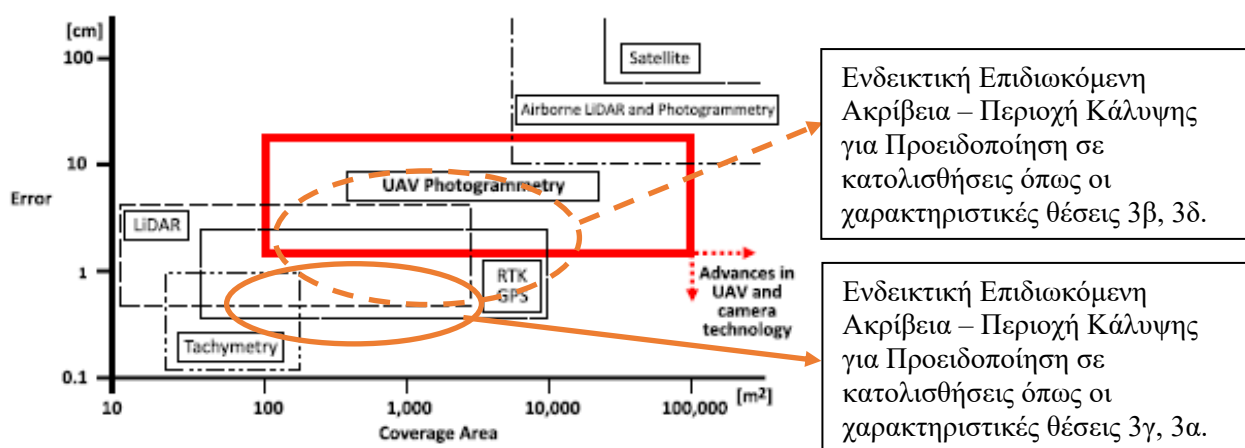 [cm]
100
10
Error
1
0.1
Satellite
Airborne LiDAR and Photogrammetry
UAV Photogrammetry
LiDAR
RTK
GPS
Tachymetry
Advances in
UAV and
camera
technology
10
100
1,000
10,000
100,000
[m2]
Coverage Area
Ενδεικτική Επιδιωκόμενη
Ακρίβεια – Περιοχή Κάλυψης
για Προειδοποίηση σε
κατολισθήσεις όπως οι
χαρακτηριστικές θέσεις 3β, 3δ.
Ενδεικτική Επιδιωκόμενη
Ακρίβεια – Περιοχή Κάλυψης
για Προειδοποίηση σε
κατολισθήσεις όπως οι
χαρακτηριστικές θέσεις 3γ, 3α.